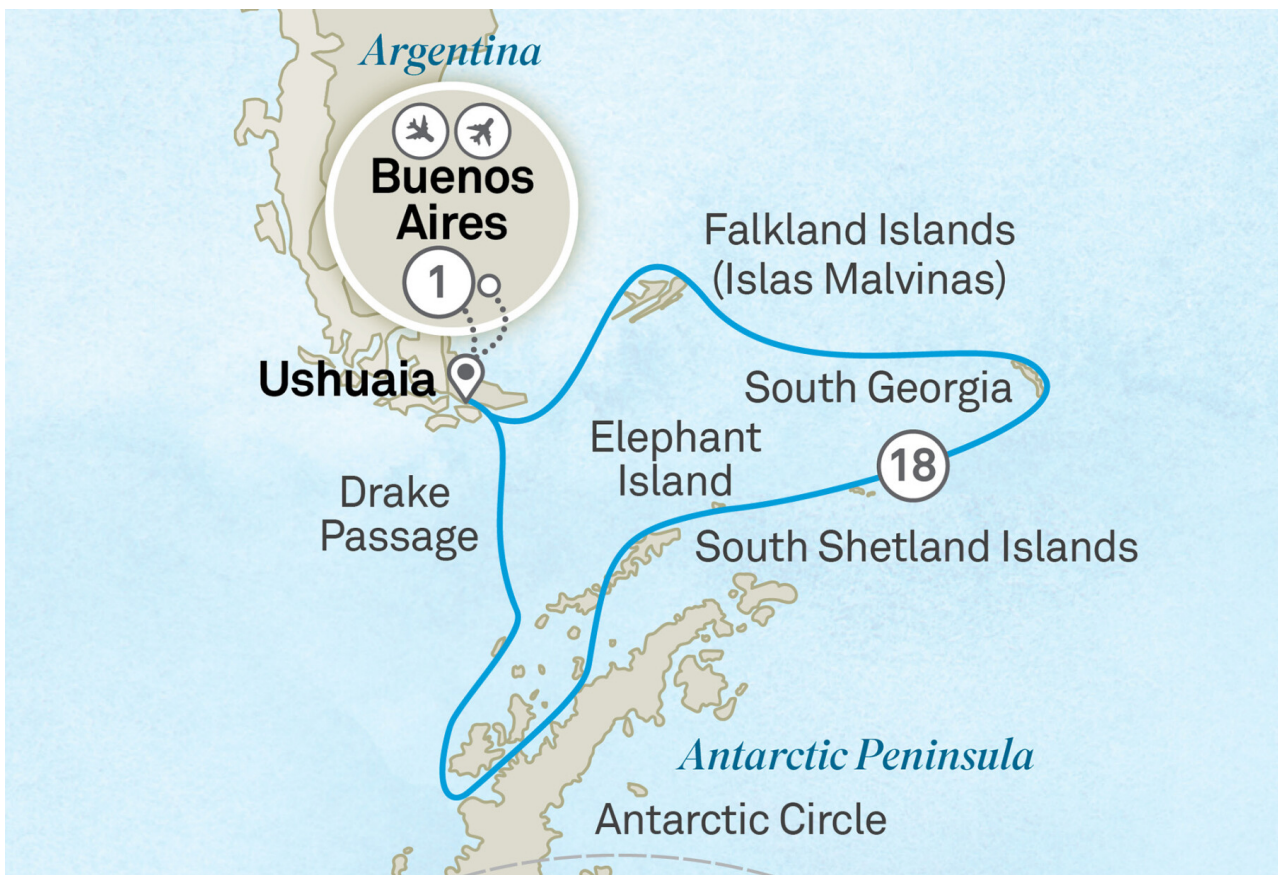 Argentina
Buenos
Aires
1
Falkland Islands
(Islas Malvinas)
Ushuaia
South Georgia
Elephant
Island
18
Drake
Passage
South Shetland Islands
Antarctic Peninsula
Antarctic Circle